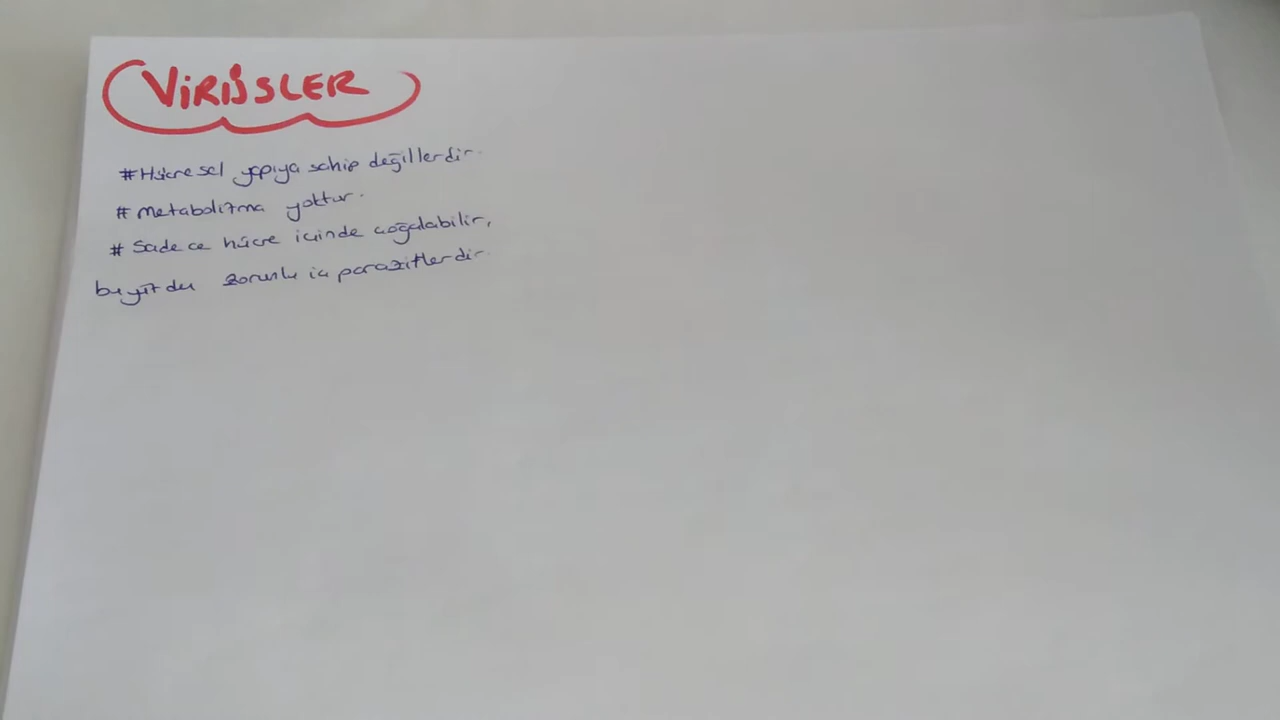 VİRÜSLER
#Hücresel yapıya sahip değillerdir.
# Metabolizma yoktur.
# Sadece hücre içinde çoğalabilir,
bu yüzden zorunlu iç parazitlerdir.